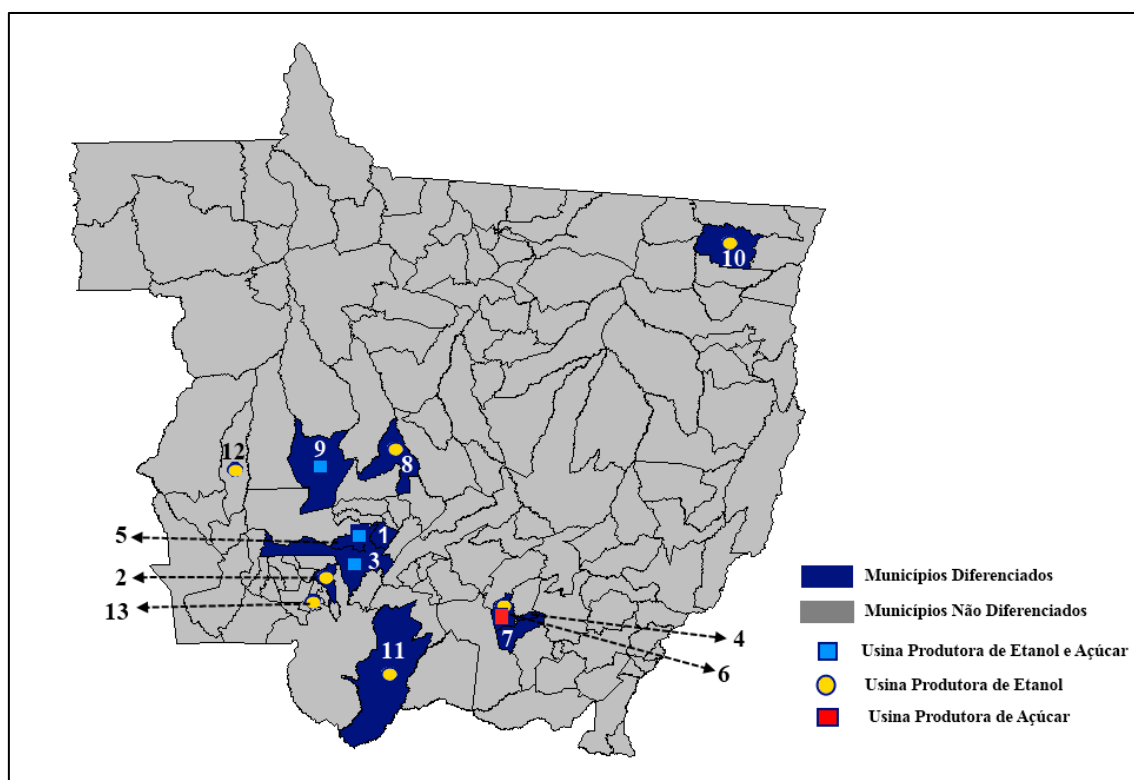 10
12
9
8
5
1
3
2
13
11
7
4
6
Municípios Diferenciados
Municípios Não Diferenciados
Usina Produtora de Etanol e Açúcar
Usina Produtora de Etanol
Usina Produtora de Açúcar